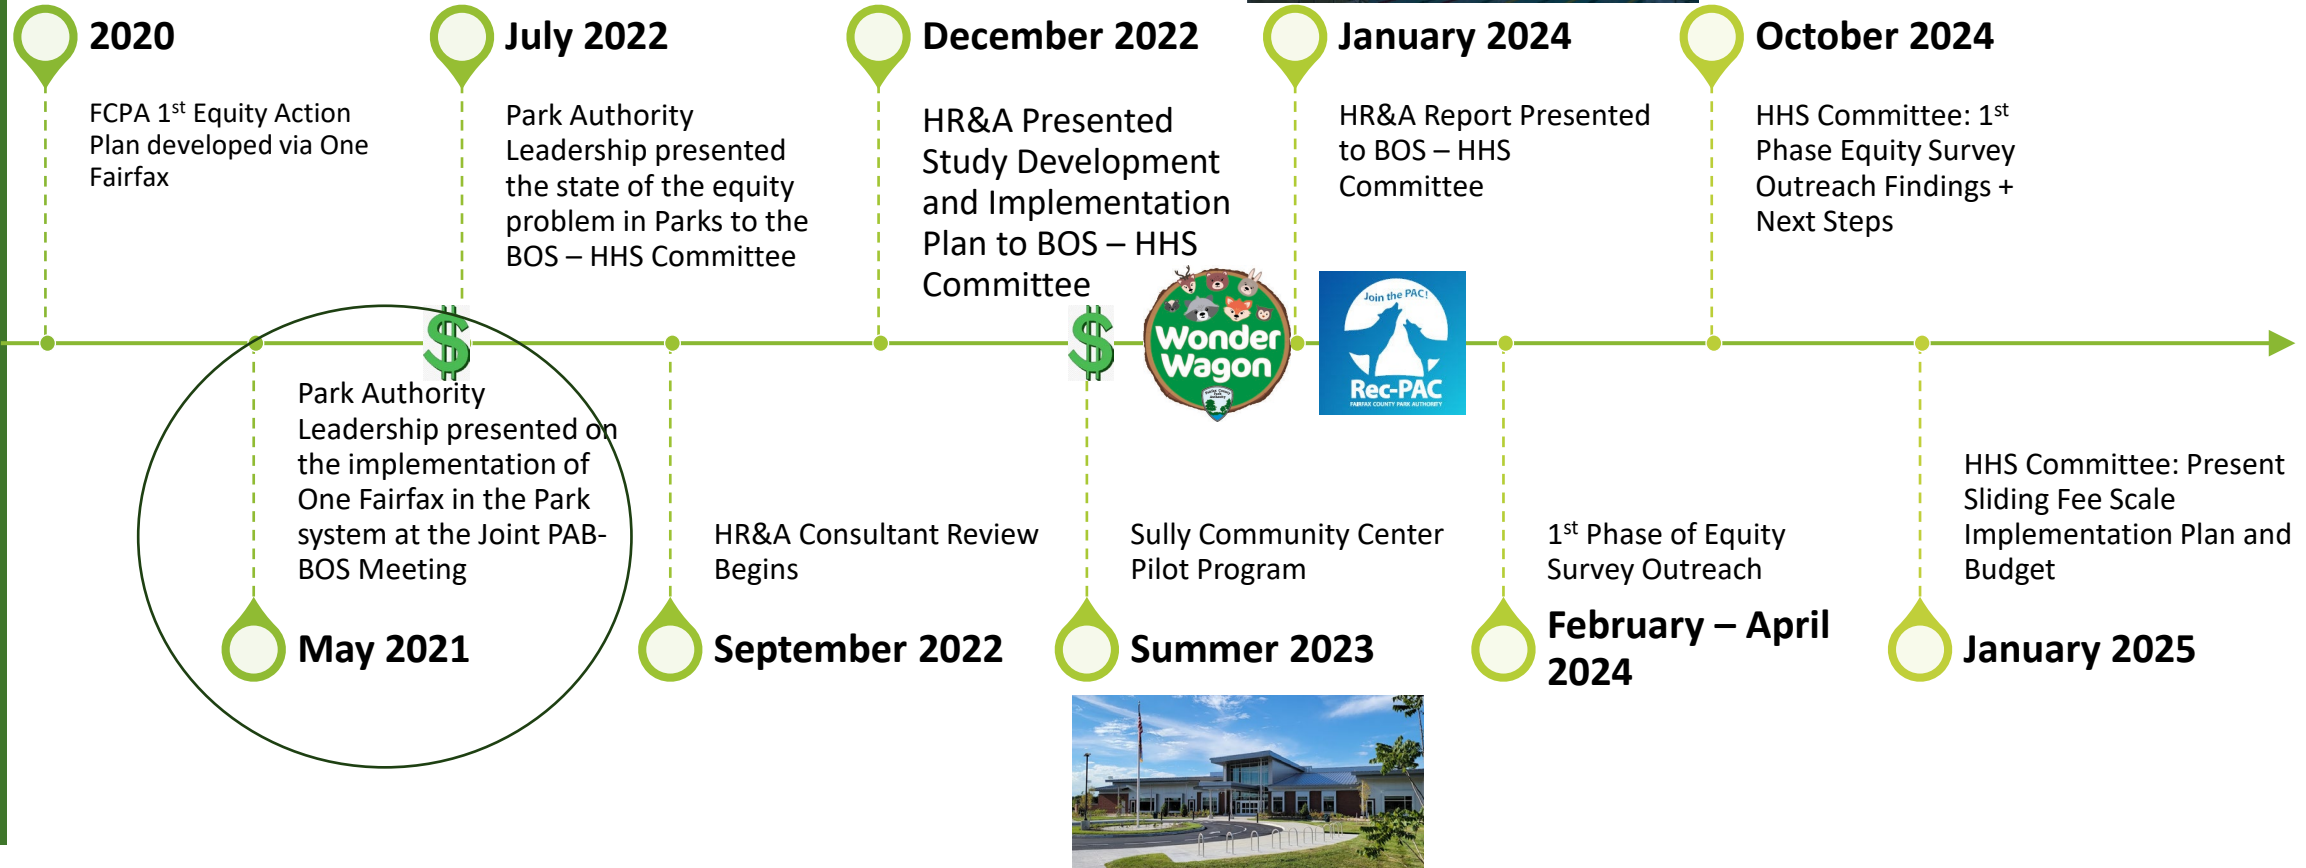 2020
FCPA 1st Equity Action
Plan developed via One
Fairfax
July 2022
Park Authority
Leadership presented
the state of the equity
problem in Parks to the
BOS – HHS Committee
December 2022
HR&A Presented
Study Development
and Implementation
Plan to BOS – HHS
Committee
January 2024
HR&A Report Presented
to BOS – HHS
Committee
October 2024
HHS Committee: 1st
Phase Equity Survey
Outreach Findings +
Next Steps
$
$
Wonder
Wagon
Join the PAC!
Rec-PAC
FAIRFAX COUNTY PARK AUTHORITY
Park Authority
Leadership presented on
the implementation of
One Fairfax in the Park
system at the Joint PAB-
BOS Meeting
May 2021
HR&A Consultant Review
Begins
September 2022
Sully Community Center
Pilot Program
Summer 2023
1st Phase of Equity
Survey Outreach
February – April
2024
HHS Committee: Present
Sliding Fee Scale
Implementation Plan and
Budget
January 2025